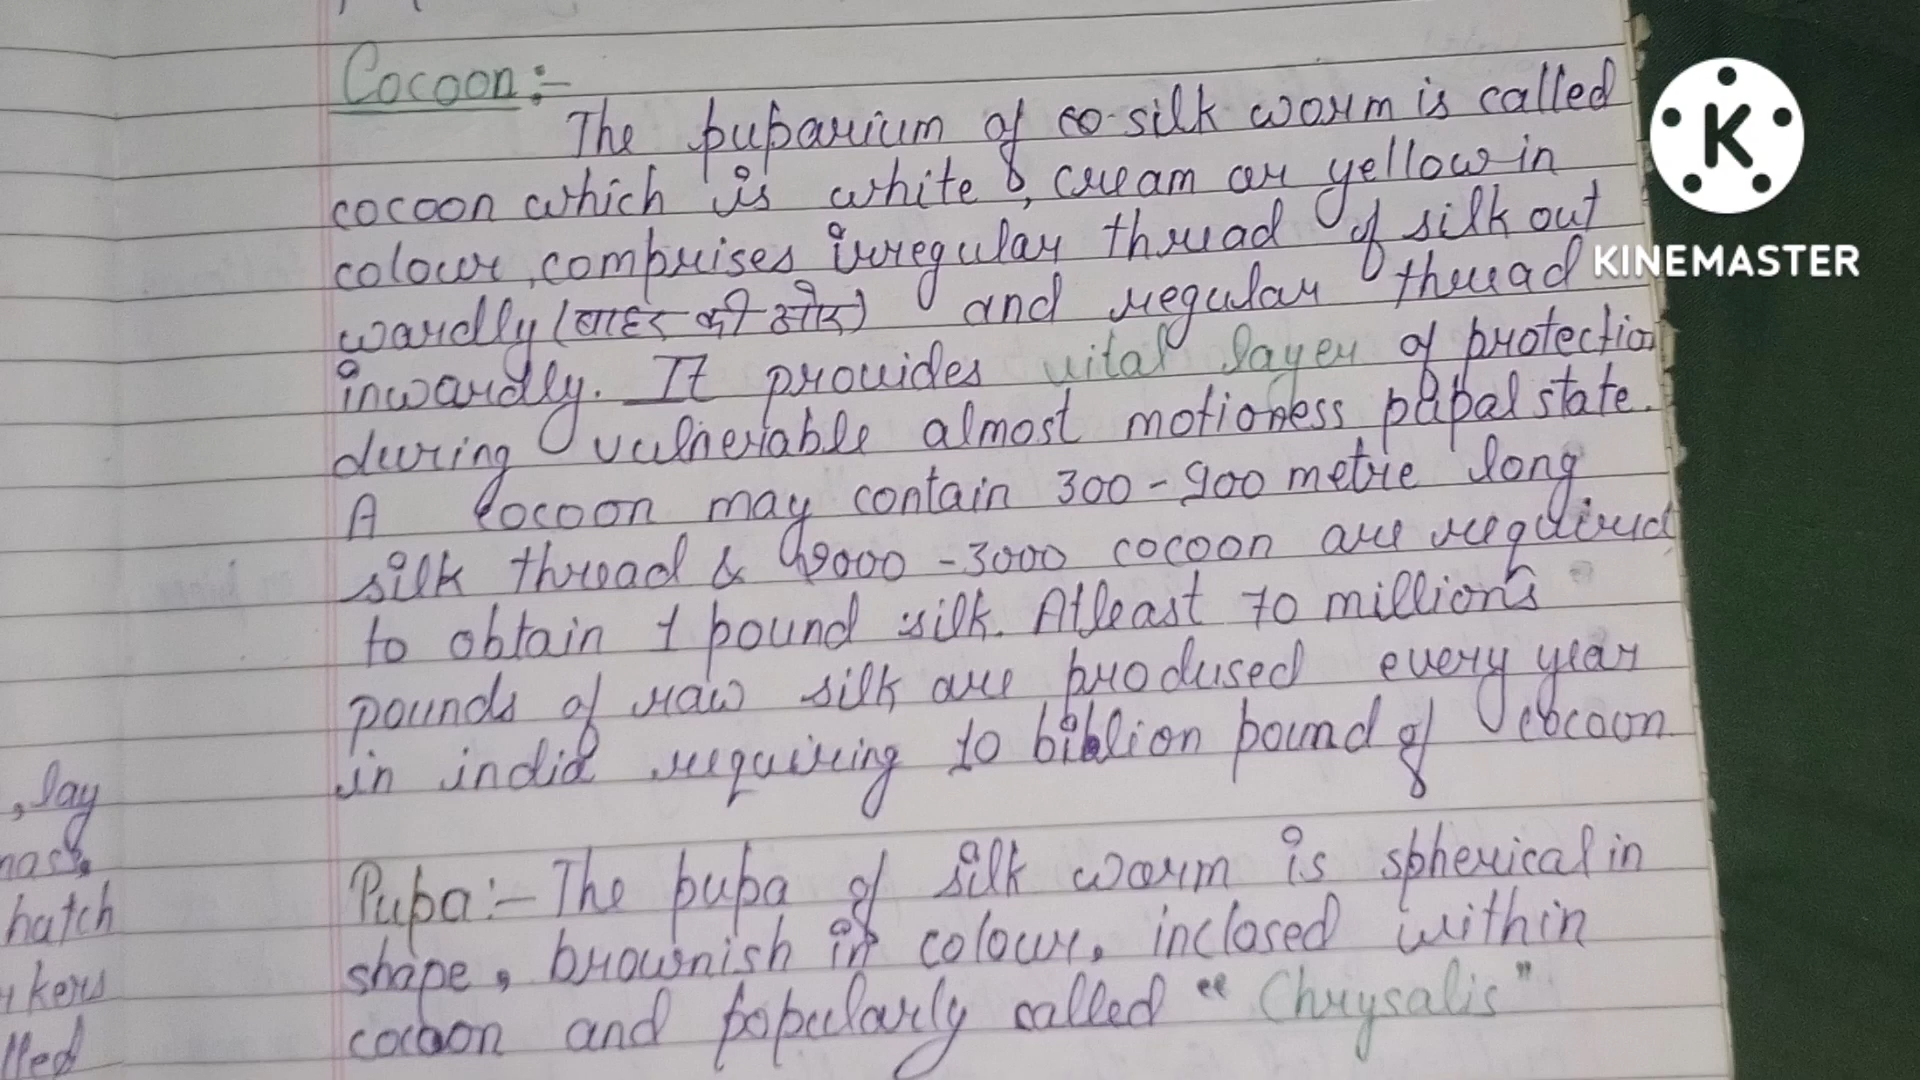 Cocoon:-
The puparium of co silk worm is called
cocoon which is white, cream or yellow in
colour, comprises irregular thread of silk out
wardly (बाहर की ओर) and regular thread
inwardly. It provides vital layer of protection
during vulnerable almost motioness pupal state.
A cocoon may contain 300-900 metre long
silk thread & 2000-3000 cocoon are required
to obtain 1 pound silk. Atleast 70 millions
pounds of raw silk are prodused every year
in india requiring 10 billion pound of cocoon
Pupa:- The pupa of silk worm is spherical in
shape, brownish in colour, inclosed within
cocoon and popularly called "Chrysalis"
, lay
hatch
kers
lled
K
KINEMASTER